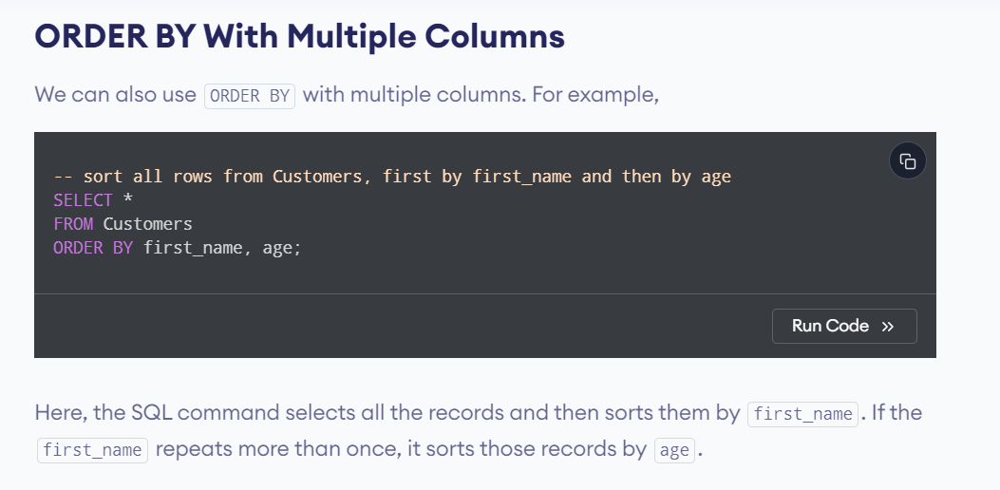 ORDER BY With Multiple Columns
We can also use ORDER BY with multiple columns. For example,
-- sort all rows from Customers, first by first_name and then by age
SELECT *
FROM Customers
ORDER BY first_name, age;
Run Code »
Here, the SQL command selects all the records and then sorts them by first_name. If the
first_name repeats more than once, it sorts those records by age.